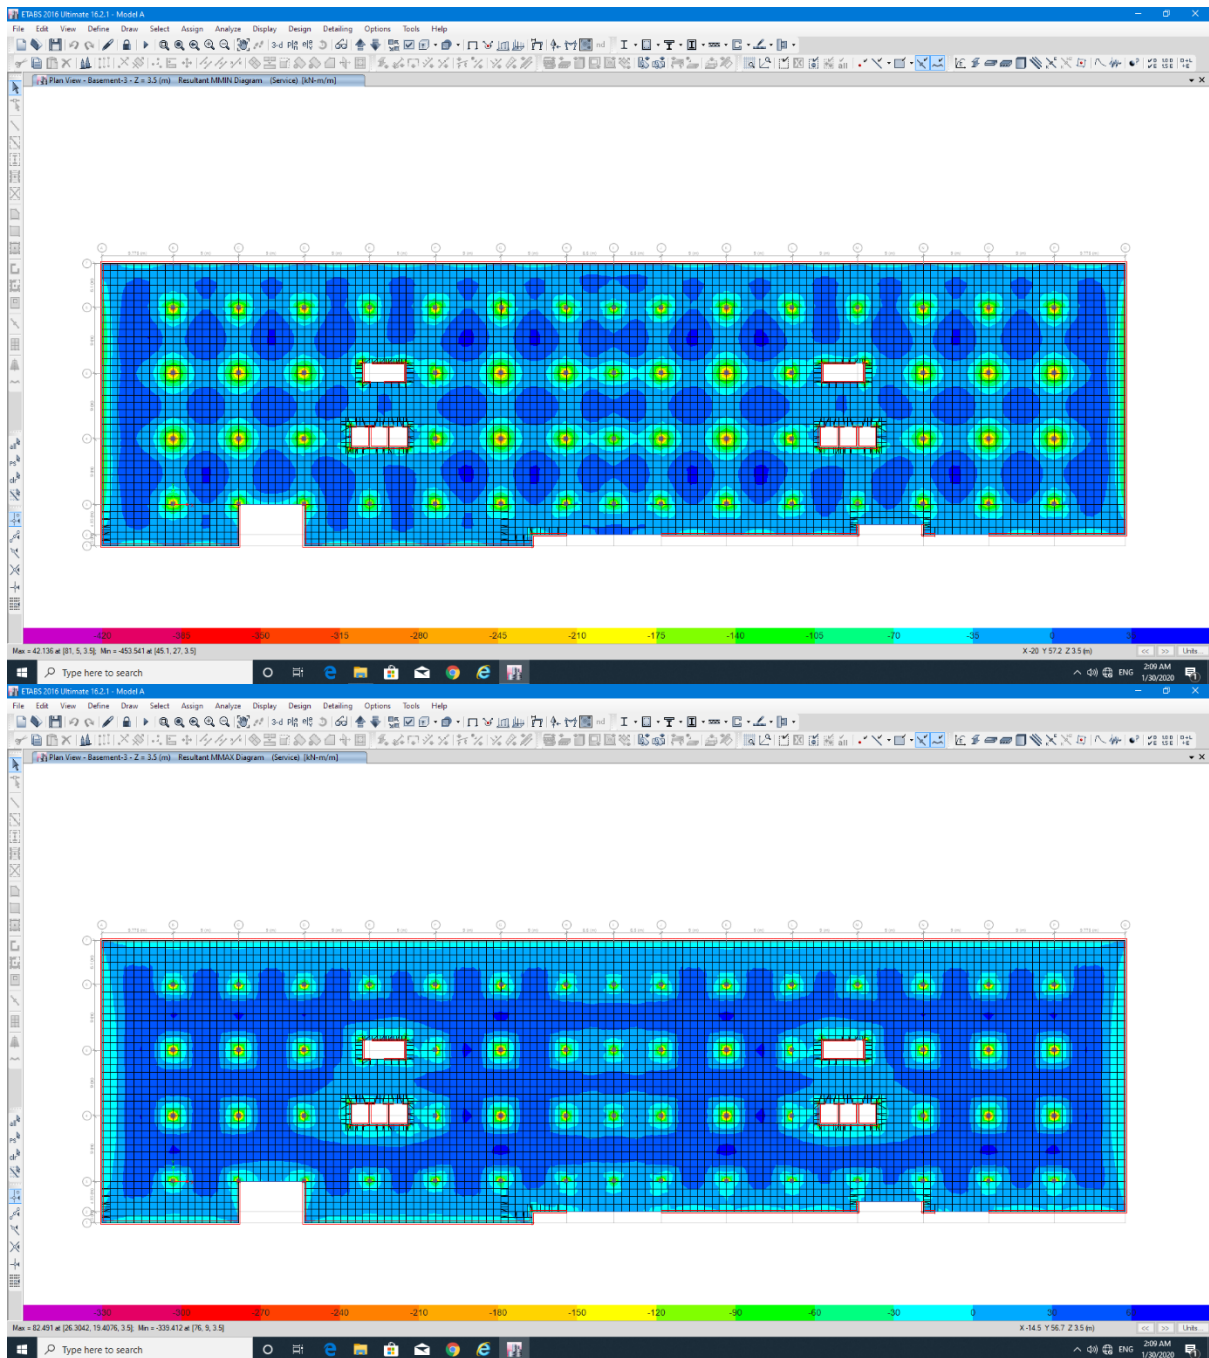 ETABS 2016 Ultimate 16.2.1 - Model A
File Edit View Define Draw Select Assign Analyze Display Design Detailing Options Tools Help
Plan View - Basement-3 - Z = 3.5 (m) Resultant MMIN Diagram (Service) [kN-m/m]
-420 -385 -350 -315 -280 -245 -210 -175 -140 -105 -70 -35 0
Max = 42.136 at [81, 5, 3.5]; Min = -453.541 at [45.1, 27, 3.5]
X -20 Y 57.2 Z 3.5 (m)
Units...
Type here to search
ENG
2:09 AM
1/30/2020
ETABS 2016 Ultimate 16.2.1 - Model A
File Edit View Define Draw Select Assign Analyze Display Design Detailing Options Tools Help
Plan View - Basement-3 - Z = 3.5 (m) Resultant MMAX Diagram (Service) [kN-m/m]
-330 -300 -270 -240 -210 -180 -150 -120 -90 -60 -30 0 30
Max = 82.491 at [26.3042, 19.4076, 3.5]; Min = -339.412 at [76, 9, 3.5]
X -14.5 Y 56.7 Z 3.5 (m)
Units...
Type here to search
ENG
2:09 AM
1/30/2020